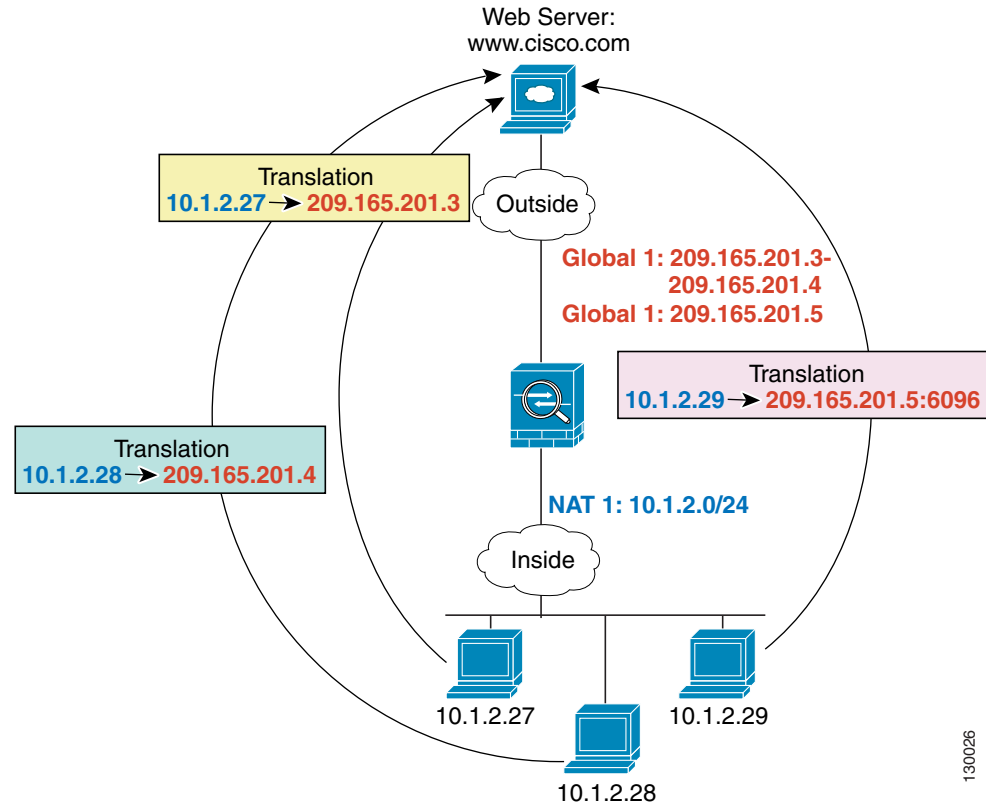 Web Server:
www.cisco.com
Translation
10.1.2.27 209.165.201.3
Outside
Global 1: 209.165.201.3-
209.165.201.4
Global 1: 209.165.201.5
Translation
10.1.2.29 209.165.201.5:6096
Translation
10.1.2.28 209.165.201.4
NAT 1: 10.1.2.0/24
Inside
10.1.2.27
10.1.2.29
10.1.2.28
130026